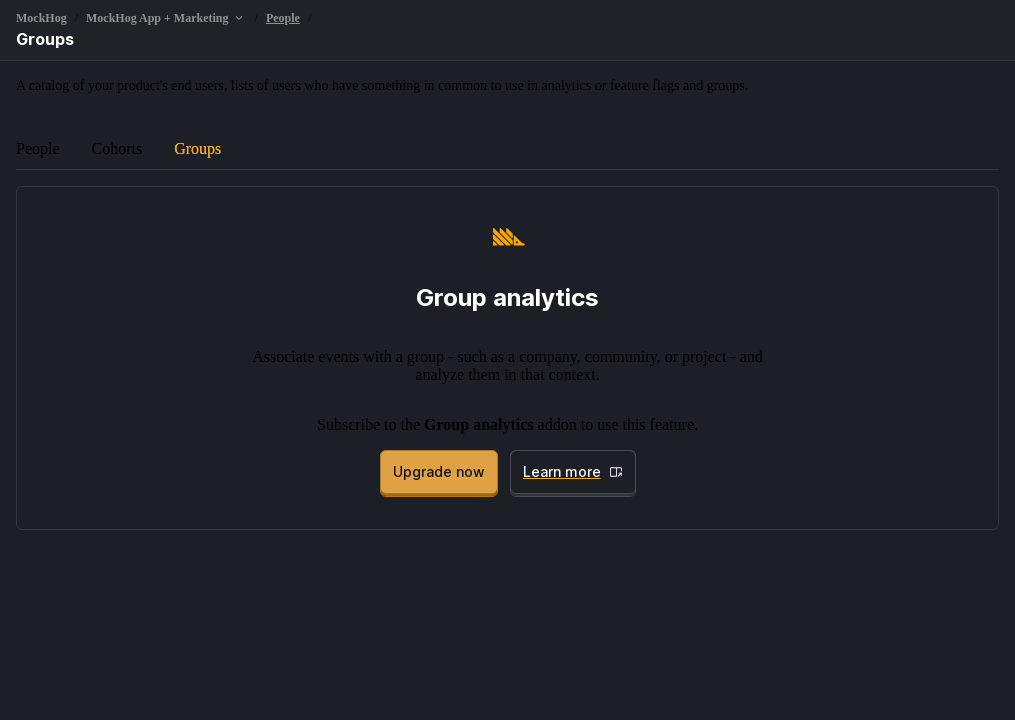 MockHog / MockHog App + Marketing / People /
Groups
A catalog of your product's end users, lists of users who have something in common to use in analytics or feature flags and groups.
People Cohorts Groups
Group analytics
Associate events with a group - such as a company, community, or project - and
analyze them in that context.
Subscribe to the Group analytics addon to use this feature.
Upgrade now Learn more